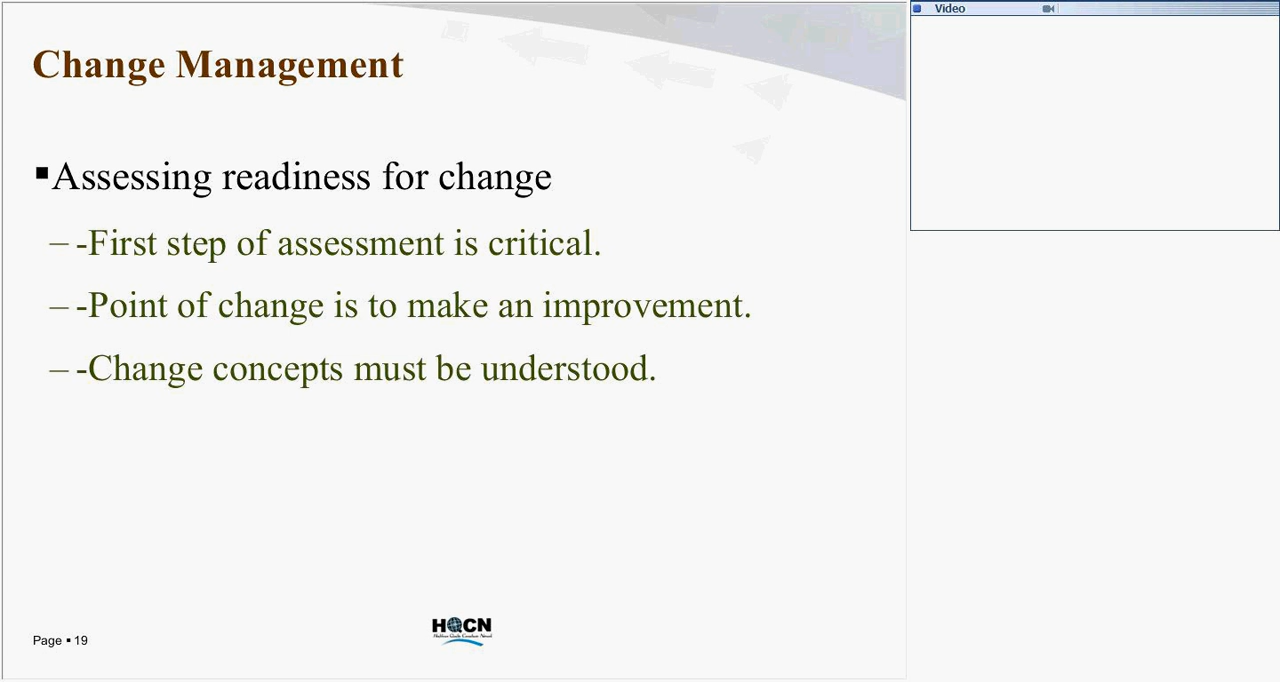 Change Management
▪Assessing readiness for change
– -First step of assessment is critical.
– -Point of change is to make an improvement.
– -Change concepts must be understood.
Page ▪ 19
HQCN
Video